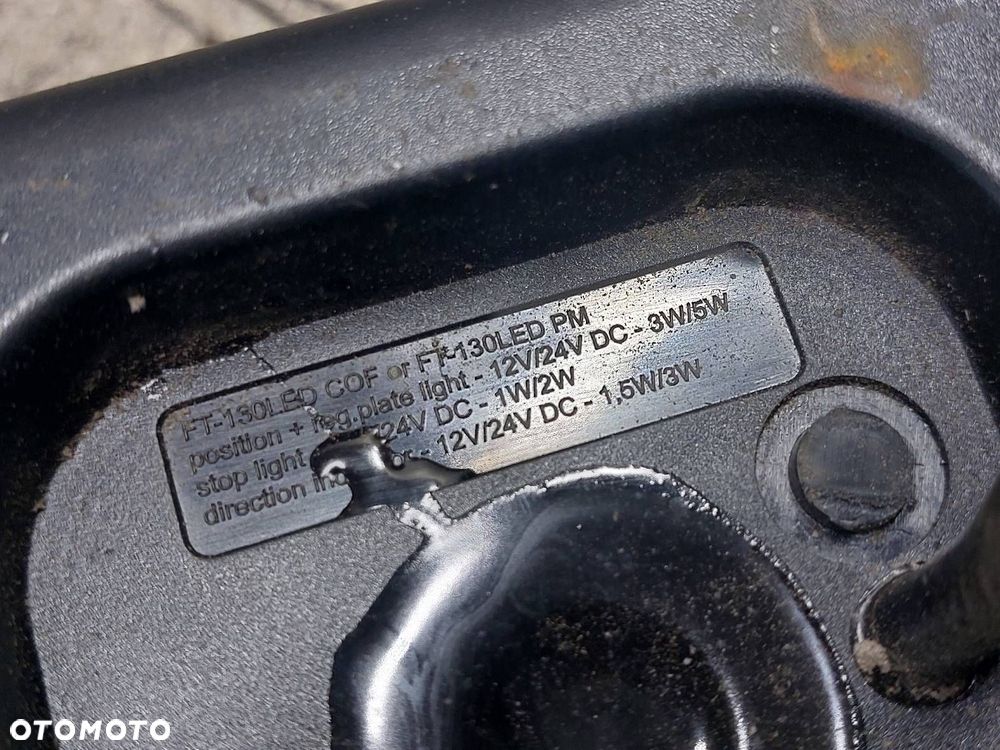 FT-130LED COF or FT-130LED PM
position + reg.plate light - 12V/24V DC - 3W/5W
stop light /24V DC - 1W/2W
direction - 12V/24V DC - 1,5W/3W
OTOMOTO